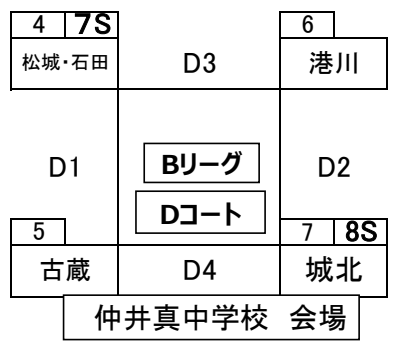 4 7S 6
松城・石田 D3 港川
D1 Bリーグ D2
Dコート
5 7 8S
古蔵 D4 城北
仲井真中学校 会場